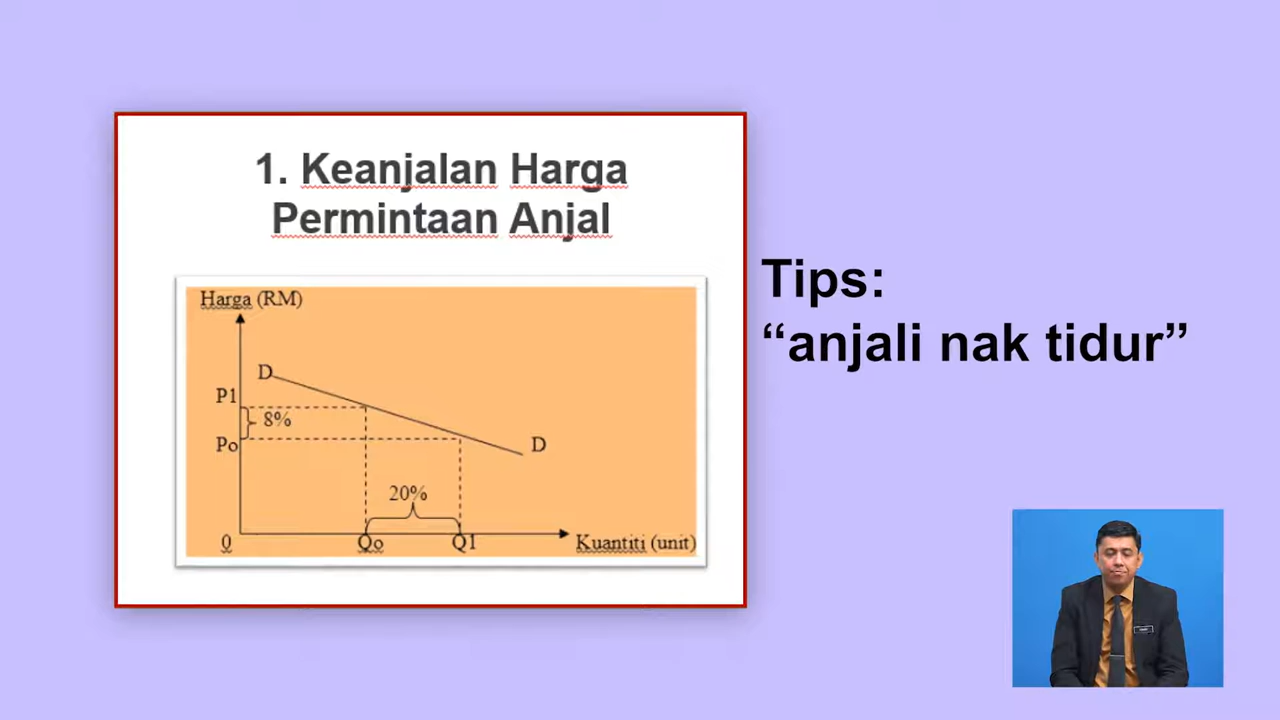 1. Keanjalan Harga
Permintaan Anjal
Harga (RM)
D
P1
8%
Po
D
20%
0
Qo
Q1
Kuantiti (unit)
Tips:
“anjali nak tidur”